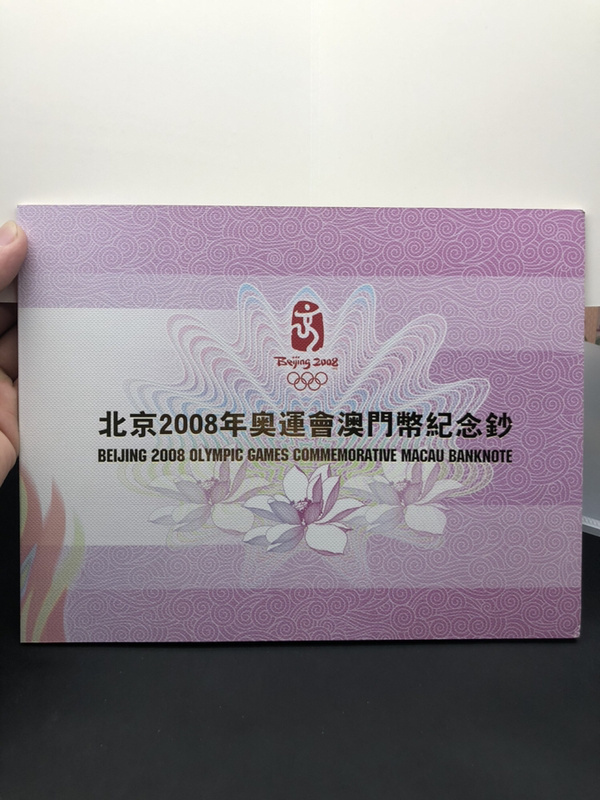 Beijing 2008
北京2008年奧運會澳門幣紀念鈔
BEIJING 2008 OLYMPIC GAMES COMMEMORATIVE MACAU BANKNOTE